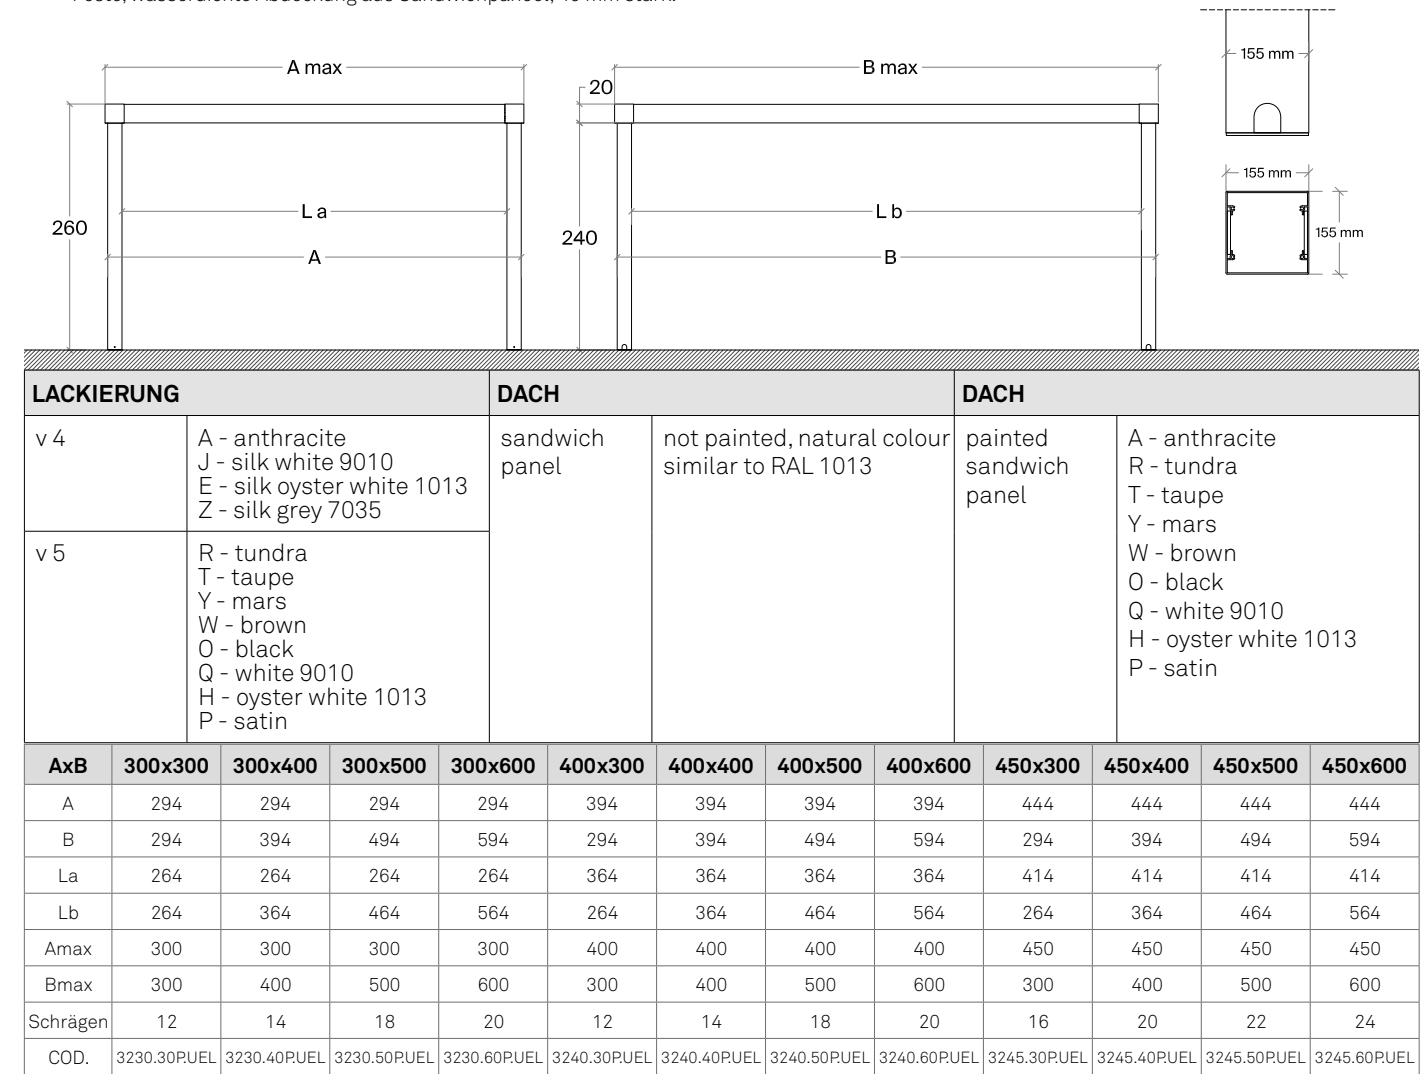 A max
B max
20
155 mm
155 mm
155 mm
L a
L b
260
240
A
B
LACKIERUNG
DACH
DACH
v 4
A - anthracite
J - silk white 9010
E - silk oyster white 1013
Z - silk grey 7035
v 5
R - tundra
T - taupe
Y - mars
W - brown
O - black
Q - white 9010
H - oyster white 1013
P - satin
sandwich
panel
not painted, natural colour
similar to RAL 1013
painted
sandwich
panel
A - anthracite
R - tundra
T - taupe
Y - mars
W - brown
O - black
Q - white 9010
H - oyster white 1013
P - satin
AxB 300x300 300x400 300x500 300x600 400x300 400x400 400x500 400x600 450x300 450x400 450x500 450x600
A 294 294 294 294 394 394 394 394 444 444 444 444
B 294 394 494 594 294 394 494 594 294 394 494 594
La 264 264 264 264 364 364 364 364 414 414 414 414
Lb 264 364 464 564 264 364 464 564 264 364 464 564
Amax 300 300 300 300 400 400 400 400 450 450 450 450
Bmax 300 400 500 600 300 400 500 600 300 400 500 600
Schrägen 12 14 18 20 12 14 18 20 16 20 22 24
COD. 3230.30P.UEL 3230.40P.UEL 3230.50P.UEL 3230.60P.UEL 3240.30P.UEL 3240.40P.UEL 3240.50P.UEL 3240.60P.UEL 3245.30P.UEL 3245.40P.UEL 3245.50P.UEL 3245.60P.UEL